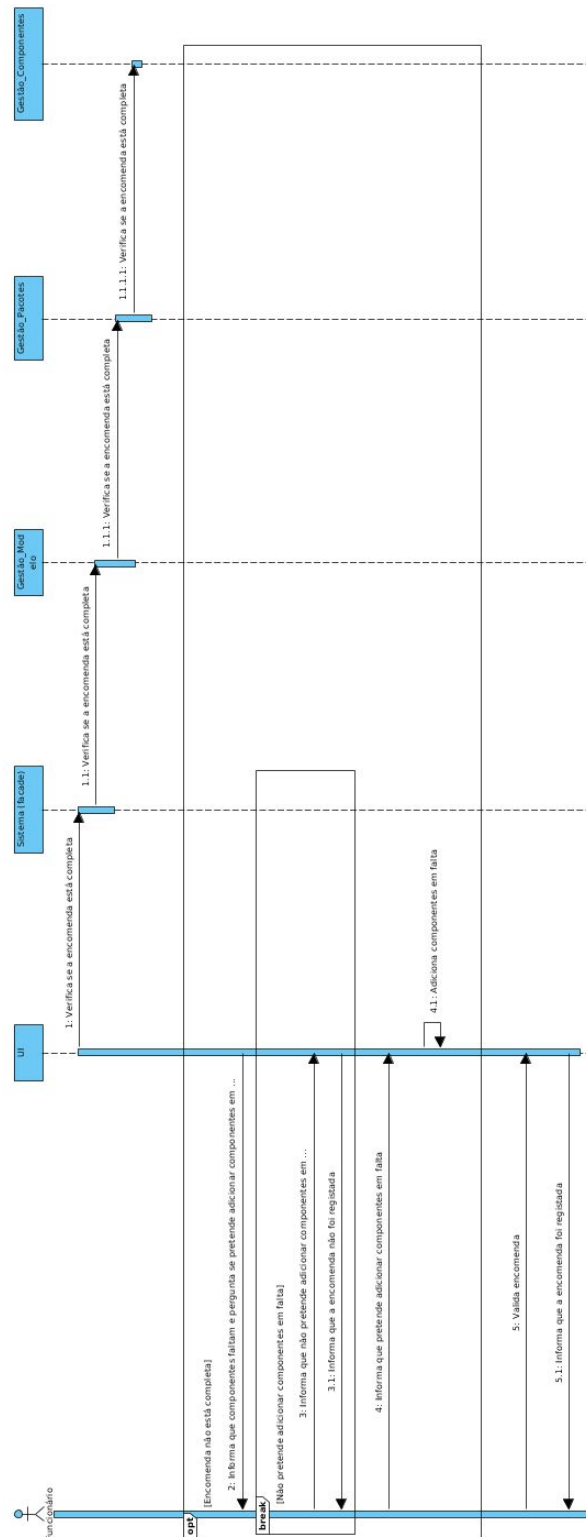 Funcionário
UI
Sistema (facade)
Gestão_Mod
elo
Gestão_Pacotes
Gestão_Componentes
1: Verifica se a encomenda está completa
1.1: Verifica se a encomenda está completa
1.1.1: Verifica se a encomenda está completa
1.1.1.1: Verifica se a encomenda está completa
opt
[Encomenda não está completa]
2: Informa que componentes faltam e pergunta se pretende adicionar componentes em ...
break
[Não pretende adicionar componentes em falta]
3: Informa que não pretende adicionar componentes em ...
3.1: Informa que a encomenda não foi registada
4: Informa que pretende adicionar componentes em falta
4.1: Adiciona componentes em falta
5: Valida encomenda
5.1: Informa que a encomenda foi registada